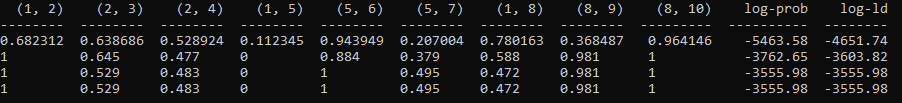 (1, 2) (2, 3) (2, 4) (1, 5) (5, 6) (5, 7) (1, 8) (8, 9) (8, 10) log-prob log-ld
-------- -------- -------- -------- -------- -------- -------- -------- -------- ---------- --------
0.682312 0.638686 0.528924 0.112345 0.943949 0.207004 0.780163 0.368487 0.964146 -5463.58 -4651.74
1 0.645 0.477 0 0.884 0.379 0.588 0.981 1 -3762.65 -3603.82
1 0.529 0.483 0 1 0.495 0.472 0.981 1 -3555.98 -3555.98
1 0.529 0.483 0 1 0.495 0.472 0.981 1 -3555.98 -3555.98